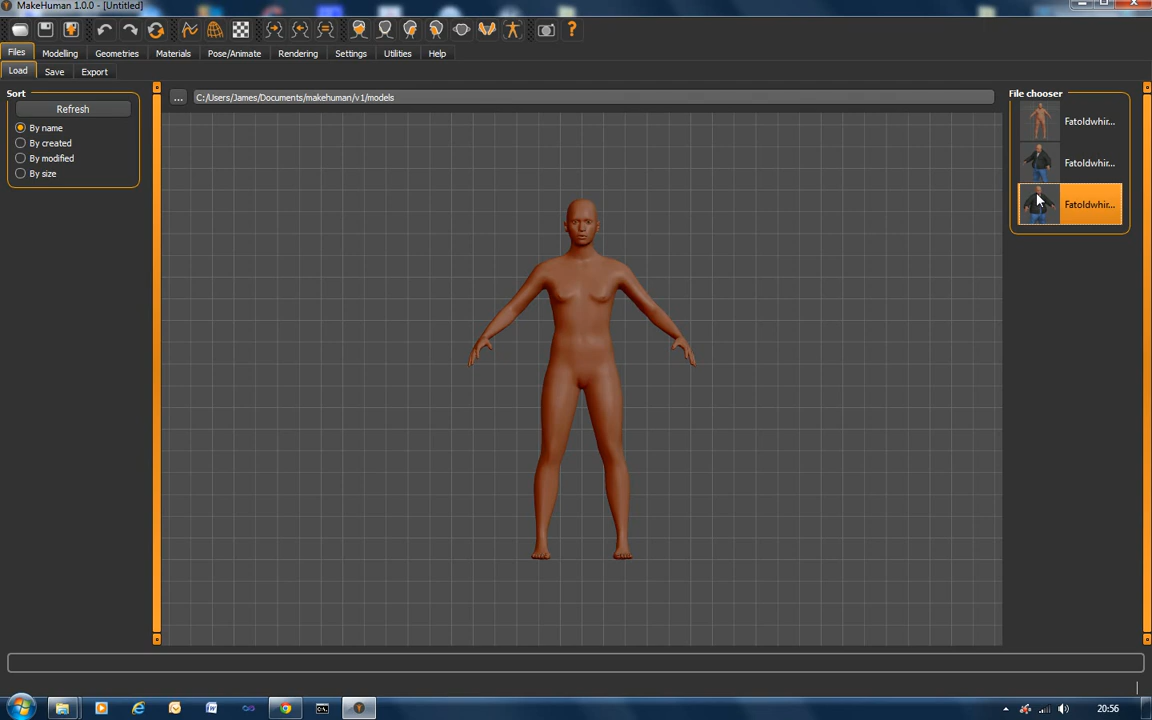 MakeHuman 1.0.0 - [Untitled]
Files Modelling Geometries Materials Pose/Animate Rendering Settings Utilities Help
Load Save Export
Sort
Refresh
By name
By created
By modified
By size
... C:/Users/James/Documents/makehuman/v1/models
File chooser
Fatoldwhir...
Fatoldwhir...
Fatoldwhir...
20:56